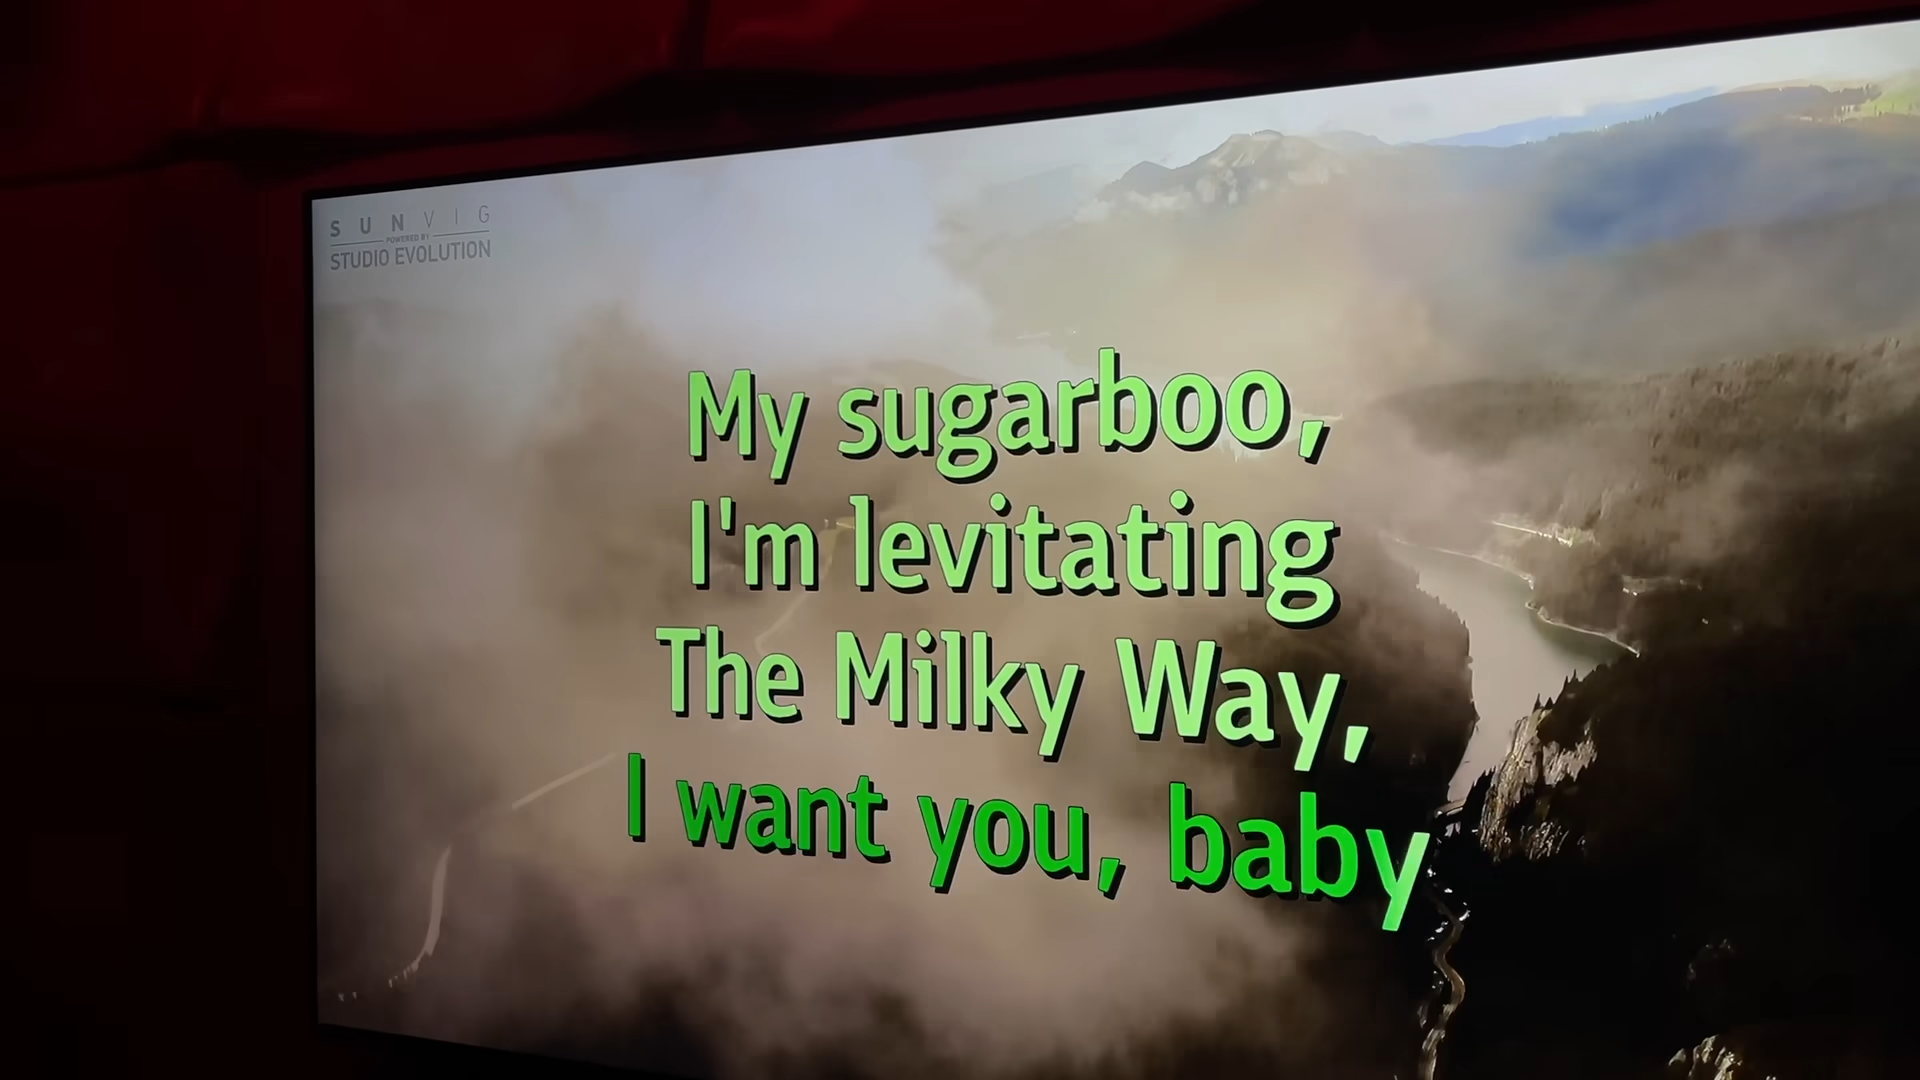 SUNVIG
POWERED BY
STUDIO EVOLUTION
My sugarboo,
I'm levitating
The Milky Way,
I want you, baby